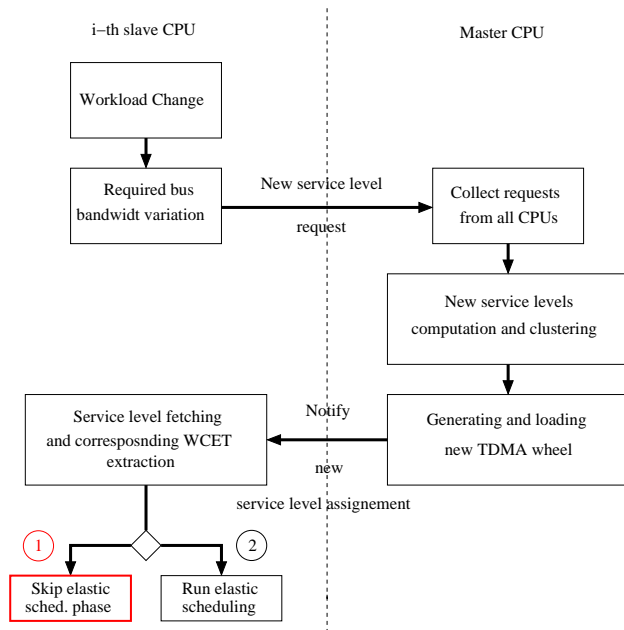 i−th slave CPU
Master CPU
Workload Change
Required bus
bandwidt variation
New service level
request
Collect requests
from all CPUs
New service levels
computation and clustering
Generating and loading
new TDMA wheel
Notify
new
service level assignement
Service level fetching
and corresposnding WCET
extraction
1
2
Skip elastic
sched. phase
Run elastic
scheduling